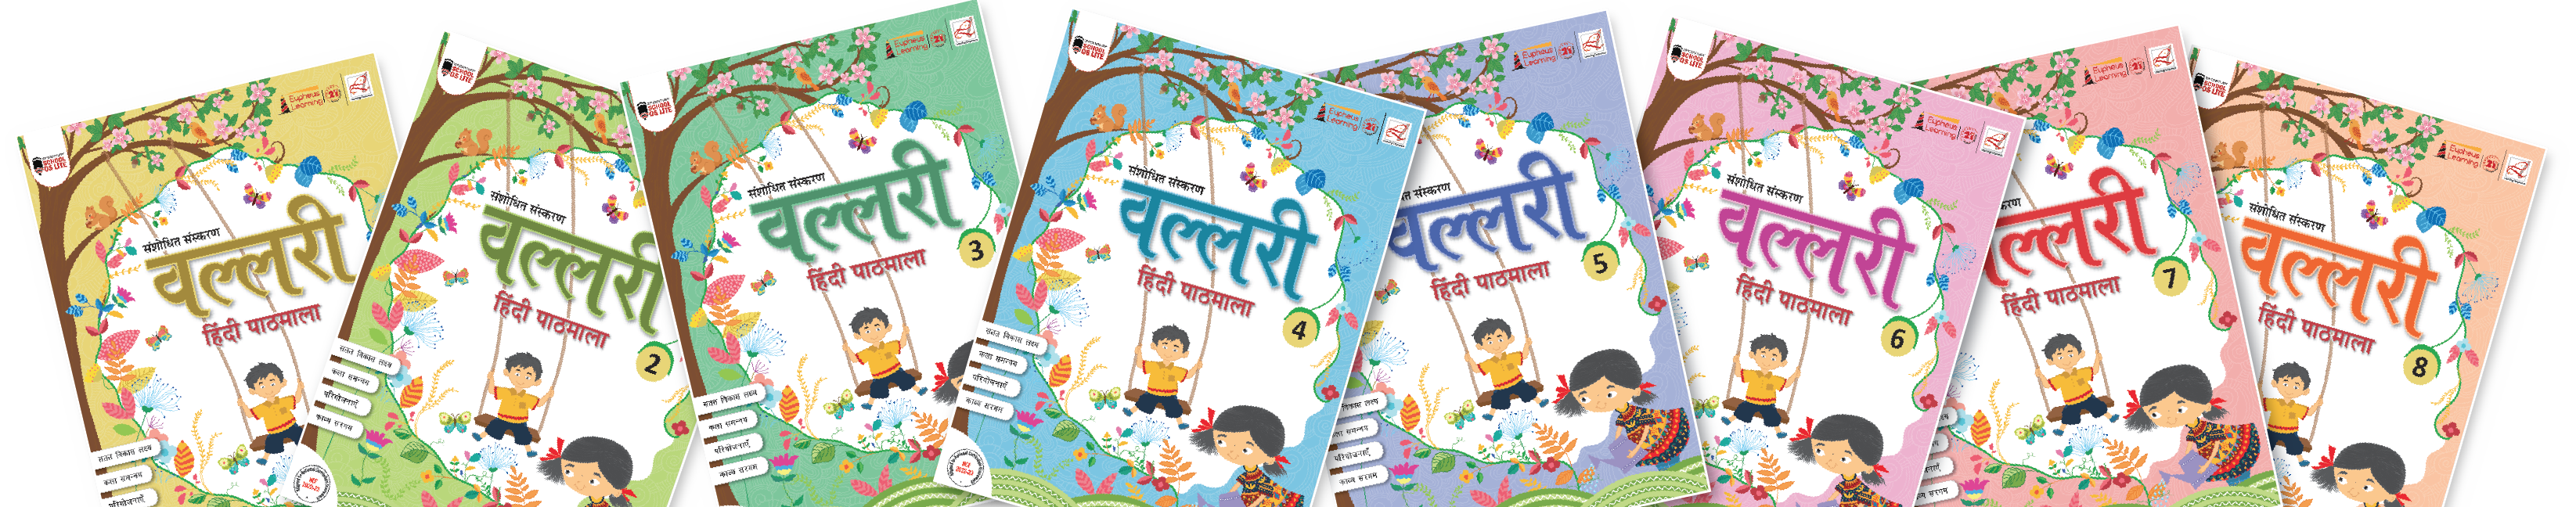 SCHOOL
OS LITE
Eupheus
Learning
संशोधित संस्करण
वल्लरी
हिंदी पाठमाला
सतत विकास लक्ष्य
कला समन्वय
परियोजनाएँ
संशोधित संस्करण
वल्लरी
हिंदी पाठमाला
2
सतत विकास लक्ष्य
कला समन्वय
परियोजनाएँ
काव्य सरगम
SCHOOL
OS LITE
Eupheus
Learning
संशोधित संस्करण
वल्लरी
हिंदी पाठमाला
3
सतत विकास लक्ष्य
कला समन्वय
परियोजनाएँ
काव्य सरगम
SCHOOL
OS LITE
Eupheus
Learning
संशोधित संस्करण
वल्लरी
हिंदी पाठमाला
4
सतत विकास लक्ष्य
कला समन्वय
परियोजनाएँ
काव्य सरगम
Eupheus
Learning
संस्करण
वल्लरी
हिंदी पाठमाला
5
विकास लक्ष्य
कला समन्वय
परियोजनाएँ
काव्य सरगम
SCHOOL
OS LITE
Eupheus
Learning
संशोधित संस्करण
वल्लरी
हिंदी पाठमाला
6
Eupheus
Learning
वल्लरी
हिंदी पाठमाला
7
काव्य सरगम
SCHOOL
OS LITE
Eupheus
Learning
संशोधित संस्करण
वल्लरी
हिंदी पाठमाला
8